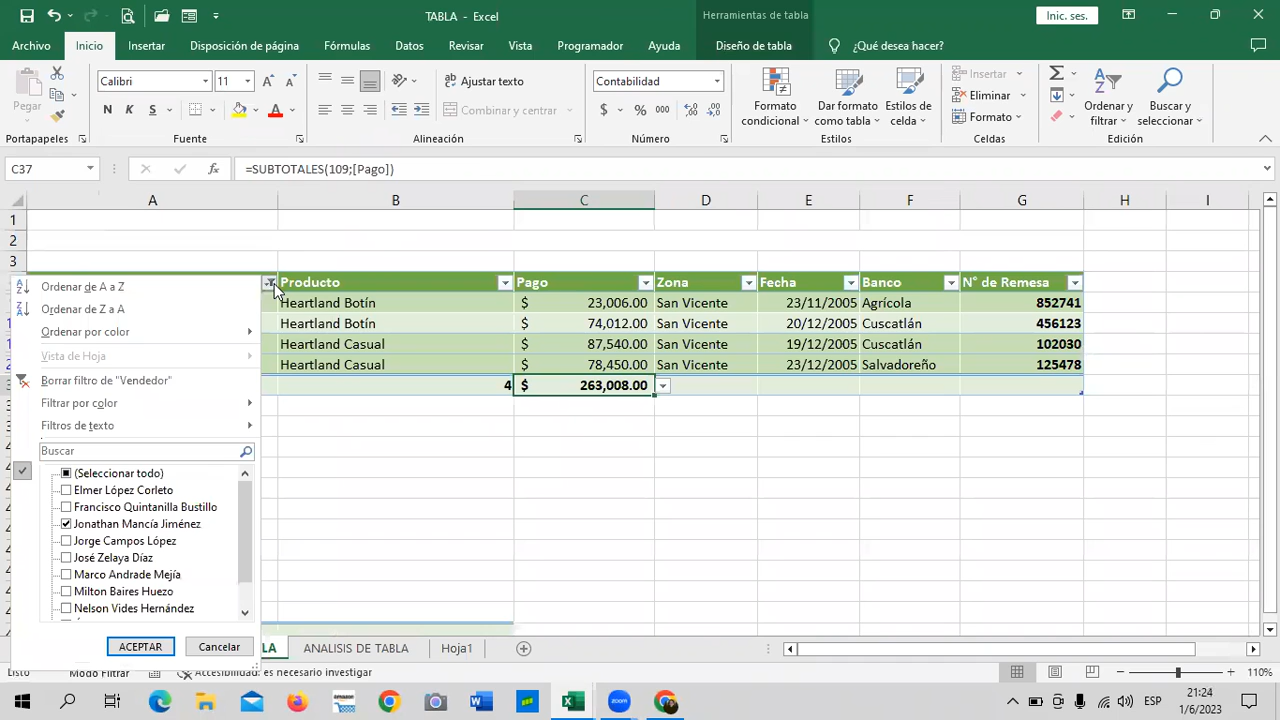 TABLA - Excel
Herramientas de tabla
Inic. ses.
Archivo Inicio Insertar Disposición de página Fórmulas Datos Revisar Vista Programador Ayuda Diseño de tabla ¿Qué desea hacer?
Pegar
Calibri 11
Ajustar texto
Contabilidad
Formato condicional
Dar formato como tabla
Estilos de celda
Insertar
Eliminar
Formato
Ordenar y filtrar
Buscar y seleccionar
N K S
Combinar y centrar
$ % 000
Portapapeles Fuente Alineación Número Estilos Celdas Edición
C37 fx =SUBTOTALES(109;[Pago])
A B C D E F G H I
1
2
3
Producto Pago Zona Fecha Banco N° de Remesa
Heartland Botín $ 23,006.00 San Vicente 23/11/2005 Agrícola 852741
Heartland Botín $ 74,012.00 San Vicente 20/12/2005 Cuscatlán 456123
Heartland Casual $ 87,540.00 San Vicente 19/12/2005 Cuscatlán 102030
Heartland Casual $ 78,450.00 San Vicente 23/12/2005 Salvadoreño 125478
4 $ 263,008.00
Ordenar de A a Z
Ordenar de Z a A
Ordenar por color
Vista de Hoja
Borrar filtro de "Vendedor"
Filtrar por color
Filtros de texto
Buscar
(Seleccionar todo)
Elmer López Corleto
Francisco Quintanilla Bustillo
Jonathan Mancía Jiménez
Jorge Campos López
José Zelaya Díaz
Marco Andrade Mejía
Milton Baires Huezo
Nelson Vides Hernández
ACEPTAR Cancelar
LA ANALISIS DE TABLA Hoja1
Listo Modo Filtrar Accesibilidad: es necesario investigar 110%
ESP
21:24
1/6/2023